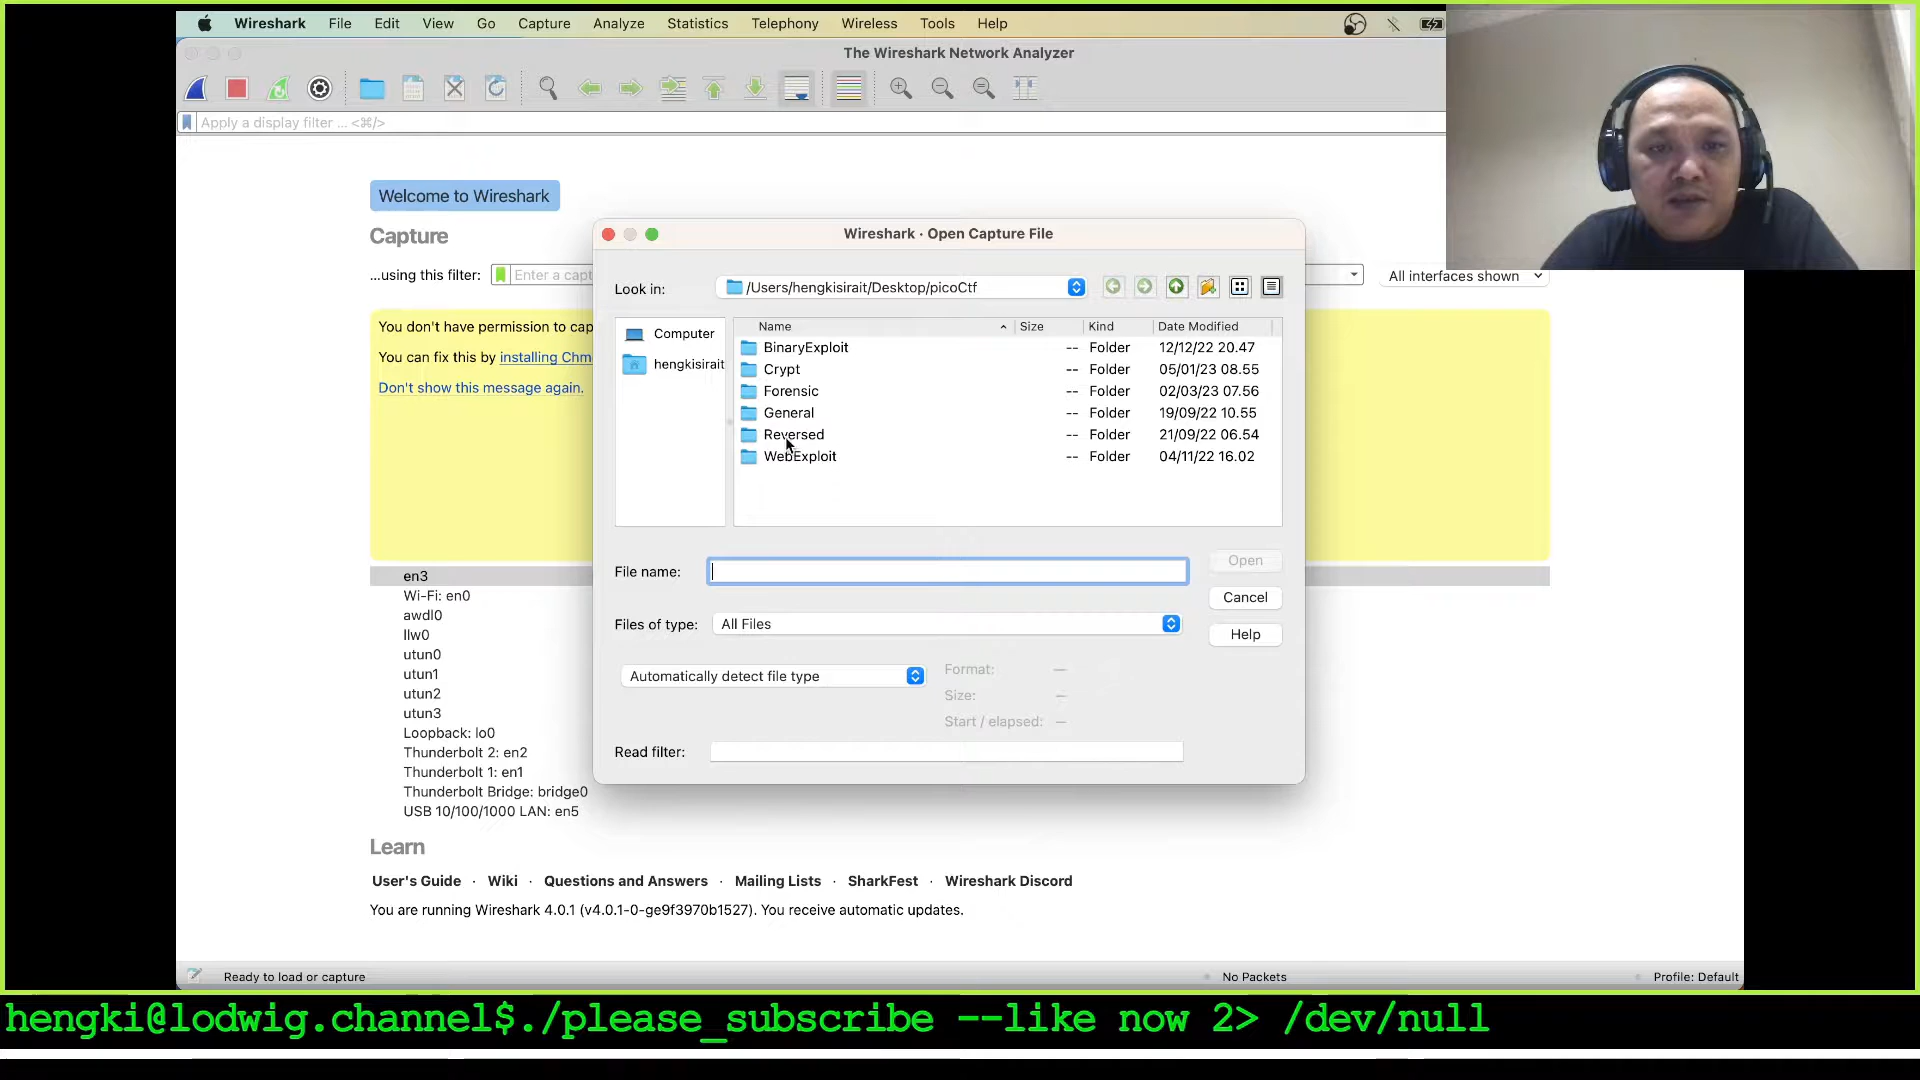 Wireshark File Edit View Go Capture Analyze Statistics Telephony Wireless Tools Help
The Wireshark Network Analyzer
Apply a display filter ... <⌘/>
Welcome to Wireshark
Capture
...using this filter: Enter a capt
All interfaces shown
You don't have permission to cap
You can fix this by installing Chm
Don't show this message again.
en3
Wi-Fi: en0
awdl0
llw0
utun0
utun1
utun2
utun3
Loopback: lo0
Thunderbolt 2: en2
Thunderbolt 1: en1
Thunderbolt Bridge: bridge0
USB 10/100/1000 LAN: en5
Wireshark · Open Capture File
Look in: /Users/hengkisirait/Desktop/picoCtf
Computer
hengkisirait
Name Size Kind Date Modified
BinaryExploit -- Folder 12/12/22 20.47
Crypt -- Folder 05/01/23 08.55
Forensic -- Folder 02/03/23 07.56
General -- Folder 19/09/22 10.55
Reversed -- Folder 21/09/22 06.54
WebExploit -- Folder 04/11/22 16.02
File name: Open
Cancel
Files of type: All Files
Help
Automatically detect file type
Format: —
Size: —
Start / elapsed: —
Read filter:
Learn
User's Guide · Wiki · Questions and Answers · Mailing Lists · SharkFest · Wireshark Discord
You are running Wireshark 4.0.1 (v4.0.1-0-ge9f3970b1527). You receive automatic updates.
Ready to load or capture
No Packets
Profile: Default
hengki@lodwig.channel$./please_subscribe --like now 2> /dev/null